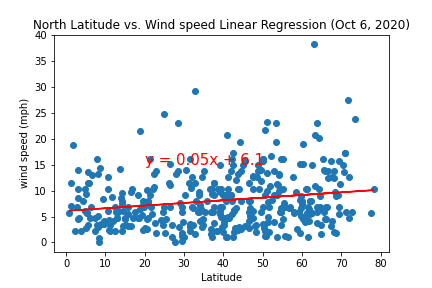 North Latitude vs. Wind speed Linear Regression (Oct 6, 2020)
40
35
30
25
20
15
10
5
0
wind speed (mph)
y = 0.05x + 6.1
0 10 20 30 40 50 60 70 80
Latitude